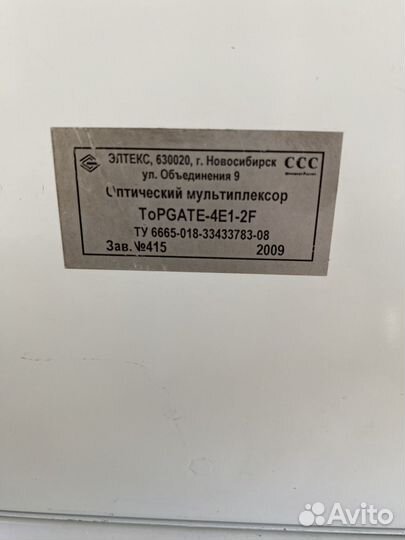 ЭЛТЕКС, 630020, г. Новосибирск ССС
ул. Объединения 9
Оптический мультиплексор
ToPGATE-4E1-2F
ТУ 6665-018-33433783-08
Зав. №415 2009
Avito